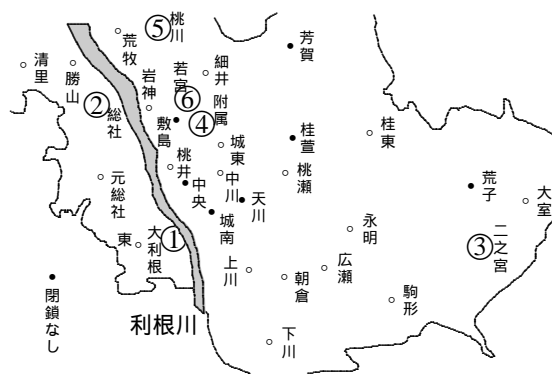 ⑤
桃川
荒牧
芳賀
清里
勝山
岩神
若宮
細井
②
総社
⑥
附属
敷島
④
城東
桂萱
桂東
元総社
桃井
中央
中川
天川
桃瀬
荒子
大室
城南
東
大利根
①
永明
③
二之宮
上川
朝倉
広瀬
駒形
閉鎖なし
利根川
下川